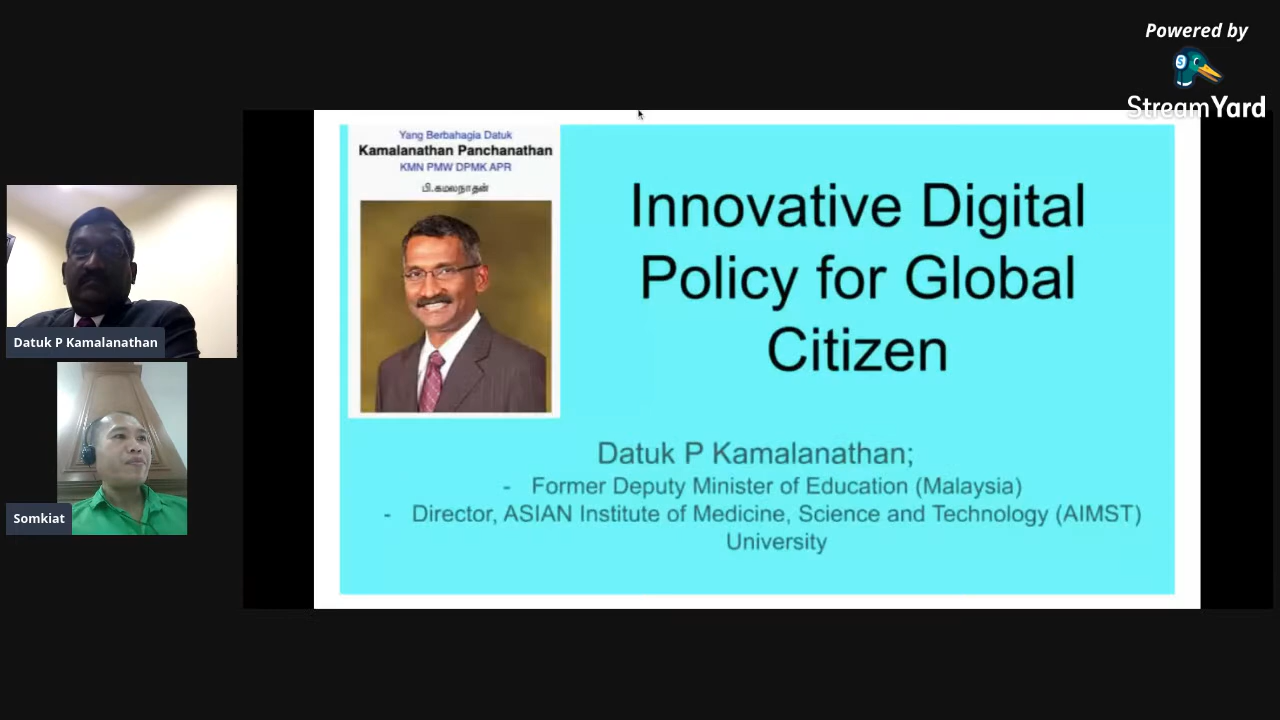 Powered by
StreamYard
Yang Berbahagia Datuk
Kamalanathan Panchanathan
KMN PMW DPMK APR
பி.கமலநாதன்
Innovative Digital
Policy for Global
Citizen
Datuk P Kamalanathan;
- Former Deputy Minister of Education (Malaysia)
- Director, ASIAN Institute of Medicine, Science and Technology (AIMST)
University
Datuk P Kamalanathan
Somkiat